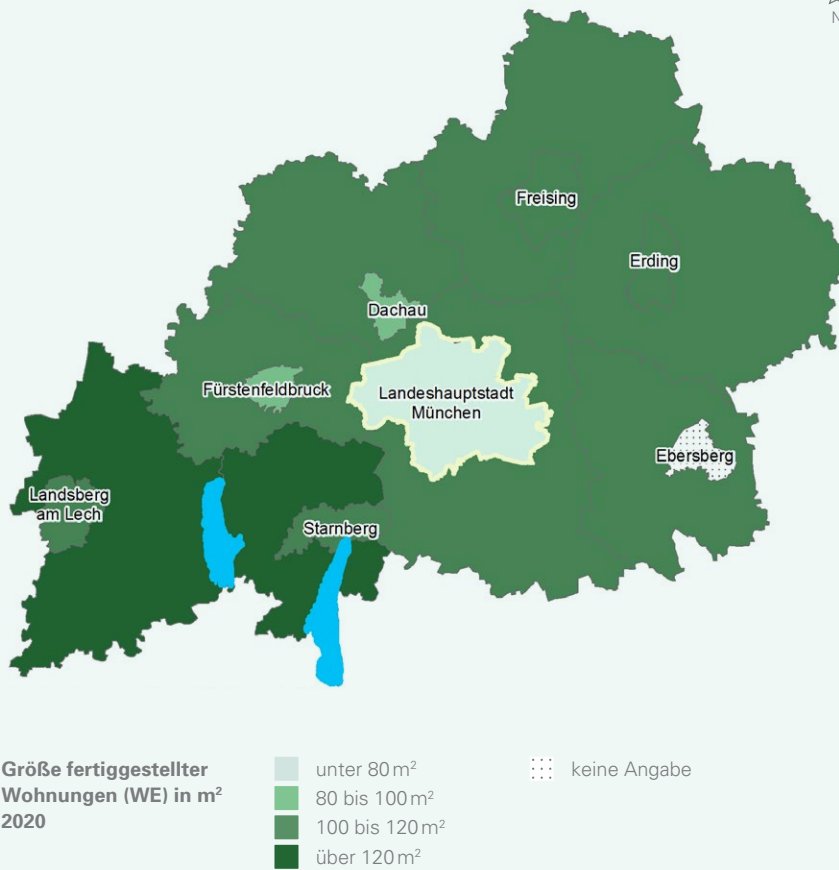 N
Freising
Erding
Dachau
Fürstenfeldbruck
Landeshauptstadt
München
Ebersberg
Landsberg
am Lech
Starnberg
Größe fertiggestellter
Wohnungen (WE) in m²
2020
unter 80 m²
80 bis 100 m²
100 bis 120 m²
über 120 m²
keine Angabe